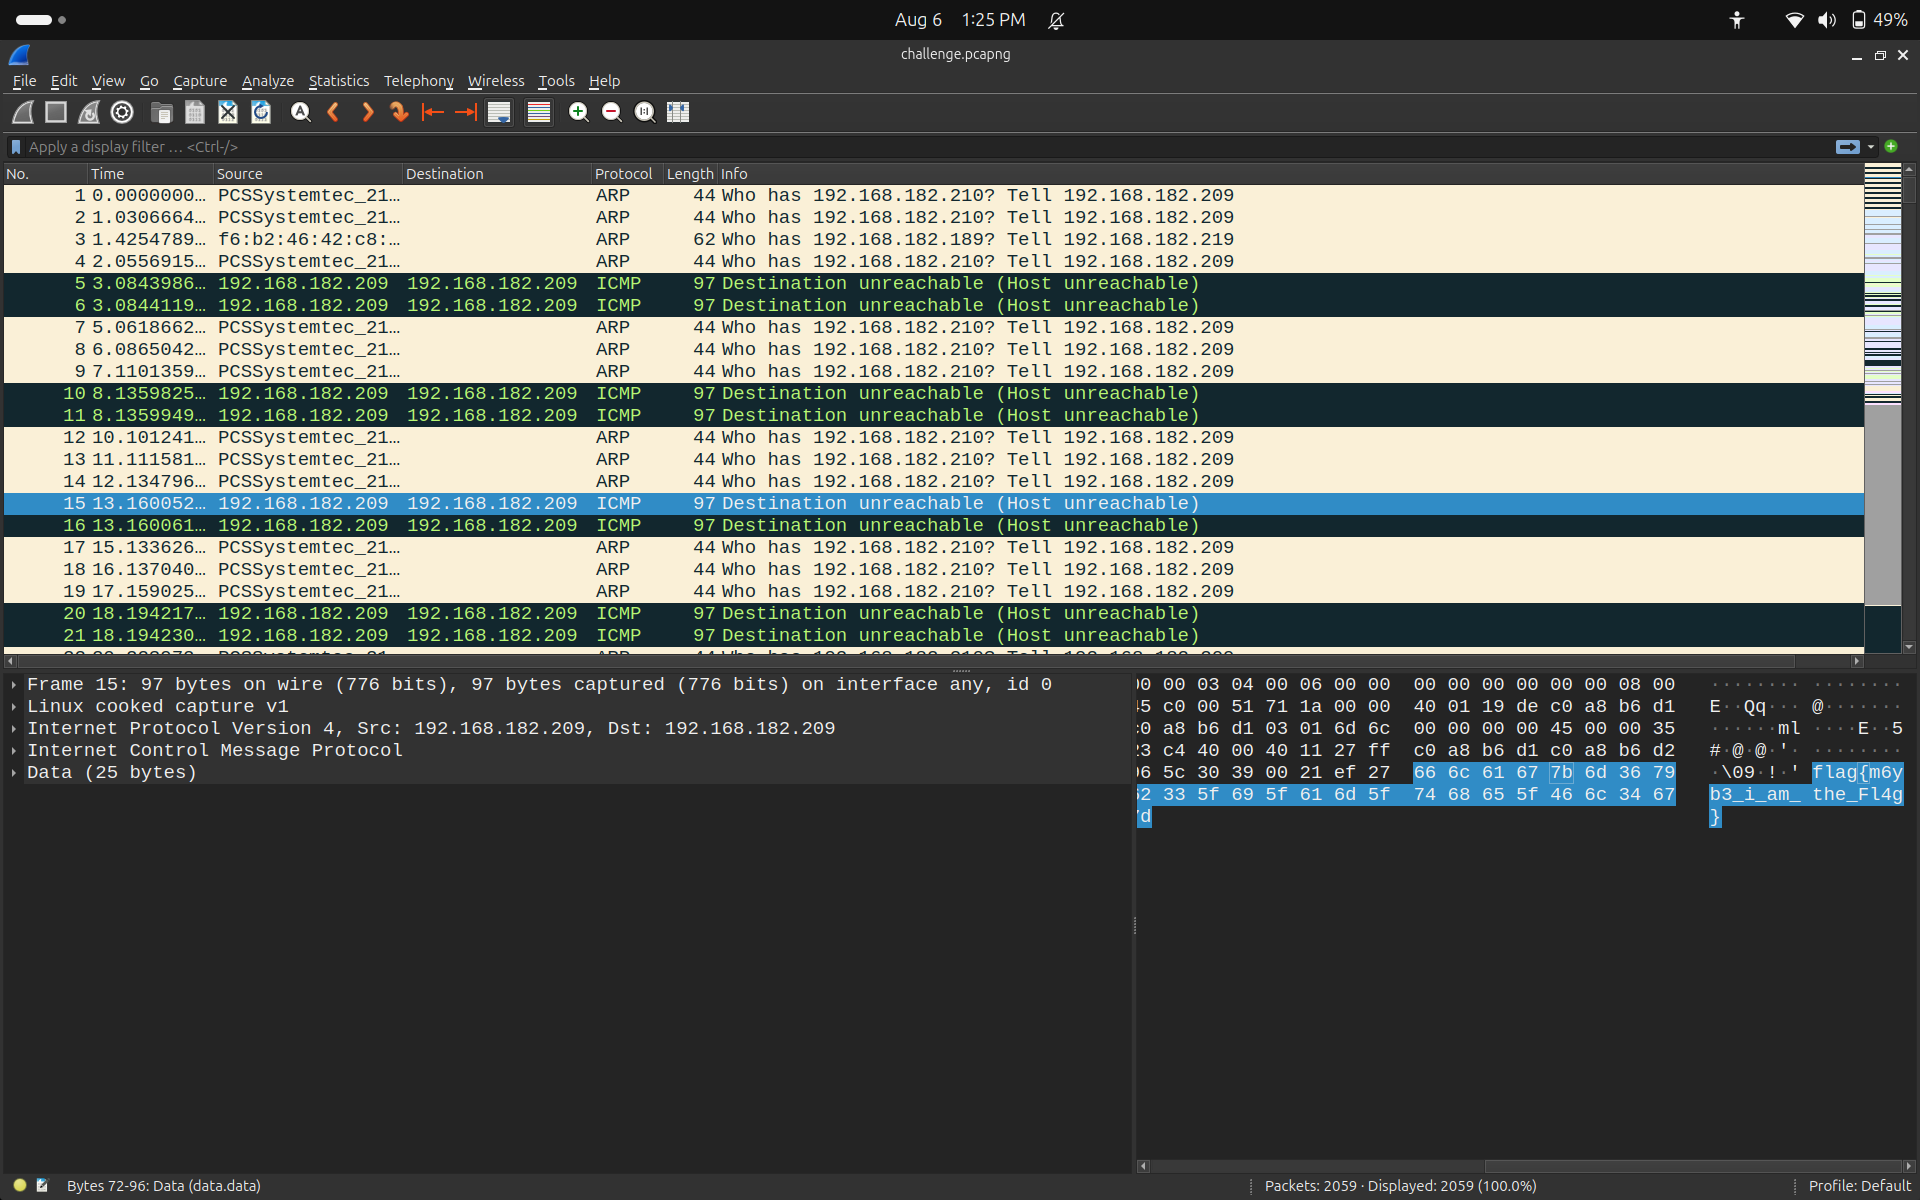 Aug 6 1:25 PM 49%
challenge.pcapng
File Edit View Go Capture Analyze Statistics Telephony Wireless Tools Help
Apply a display filter … <Ctrl-/>
No. Time Source Destination Protocol Length Info
1 0.0000000… PCSSystemtec_21… ARP 44 Who has 192.168.182.210? Tell 192.168.182.209
2 1.0306664… PCSSystemtec_21… ARP 44 Who has 192.168.182.210? Tell 192.168.182.209
3 1.4254789… f6:b2:46:42:c8:… ARP 62 Who has 192.168.182.189? Tell 192.168.182.219
4 2.0556915… PCSSystemtec_21… ARP 44 Who has 192.168.182.210? Tell 192.168.182.209
5 3.0843986… 192.168.182.209 192.168.182.209 ICMP 97 Destination unreachable (Host unreachable)
6 3.0844119… 192.168.182.209 192.168.182.209 ICMP 97 Destination unreachable (Host unreachable)
7 5.0618662… PCSSystemtec_21… ARP 44 Who has 192.168.182.210? Tell 192.168.182.209
8 6.0865042… PCSSystemtec_21… ARP 44 Who has 192.168.182.210? Tell 192.168.182.209
9 7.1101359… PCSSystemtec_21… ARP 44 Who has 192.168.182.210? Tell 192.168.182.209
10 8.1359825… 192.168.182.209 192.168.182.209 ICMP 97 Destination unreachable (Host unreachable)
11 8.1359949… 192.168.182.209 192.168.182.209 ICMP 97 Destination unreachable (Host unreachable)
12 10.101241… PCSSystemtec_21… ARP 44 Who has 192.168.182.210? Tell 192.168.182.209
13 11.111581… PCSSystemtec_21… ARP 44 Who has 192.168.182.210? Tell 192.168.182.209
14 12.134796… PCSSystemtec_21… ARP 44 Who has 192.168.182.210? Tell 192.168.182.209
15 13.160052… 192.168.182.209 192.168.182.209 ICMP 97 Destination unreachable (Host unreachable)
16 13.160061… 192.168.182.209 192.168.182.209 ICMP 97 Destination unreachable (Host unreachable)
17 15.133626… PCSSystemtec_21… ARP 44 Who has 192.168.182.210? Tell 192.168.182.209
18 16.137040… PCSSystemtec_21… ARP 44 Who has 192.168.182.210? Tell 192.168.182.209
19 17.159025… PCSSystemtec_21… ARP 44 Who has 192.168.182.210? Tell 192.168.182.209
20 18.194217… 192.168.182.209 192.168.182.209 ICMP 97 Destination unreachable (Host unreachable)
21 18.194230… 192.168.182.209 192.168.182.209 ICMP 97 Destination unreachable (Host unreachable)
Frame 15: 97 bytes on wire (776 bits), 97 bytes captured (776 bits) on interface any, id 0
Linux cooked capture v1
Internet Protocol Version 4, Src: 192.168.182.209, Dst: 192.168.182.209
Internet Control Message Protocol
Data (25 bytes)
00 03 04 00 06 00 00 00 00 00 00 00 00 08 00 ········ ········
c0 00 51 71 1a 00 00 40 01 19 de c0 a8 b6 d1 E··Qq··· @·······
a8 b6 d1 03 01 6d 6c 00 00 00 00 45 00 00 35 ······ml ····E··5
c4 40 00 40 11 27 ff c0 a8 b6 d1 c0 a8 b6 d2 #·@·@·'· ········
5c 30 39 00 21 ef 27 66 6c 61 67 7b 6d 36 79 ·\09·!·' flag{m6y
33 5f 69 5f 61 6d 5f 74 68 65 5f 46 6c 34 67 b3_i_am_ the_Fl4g
}
Bytes 72-96: Data (data.data) Packets: 2059 · Displayed: 2059 (100.0%) Profile: Default